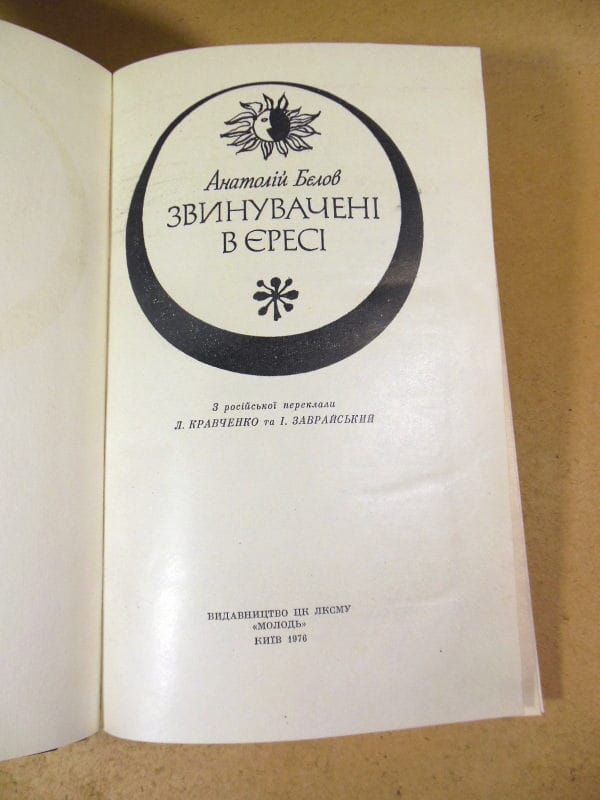 Анатолій Бєлов
ЗВИНУВАЧЕНІ
В ЄРЕСІ
З російської переклали
Л. КРАВЧЕНКО та І. ЗАВРАЙСЬКИЙ
ВИДАВНИЦТВО ЦК ЛКСМУ
«МОЛОДЬ»
КИЇВ 1976